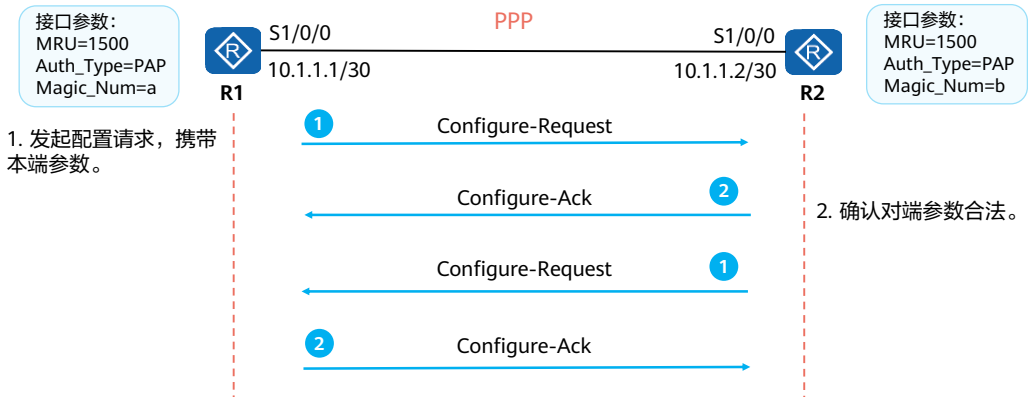 接口参数：
MRU=1500
Auth_Type=PAP
Magic_Num=a
R
S1/0/0
10.1.1.1/30
R1
PPP
S1/0/0
10.1.1.2/30
R
R2
接口参数：
MRU=1500
Auth_Type=PAP
Magic_Num=b
1. 发起配置请求，携带
本端参数。
1
Configure-Request
Configure-Ack
2
2. 确认对端参数合法。
Configure-Request
1
2
Configure-Ack